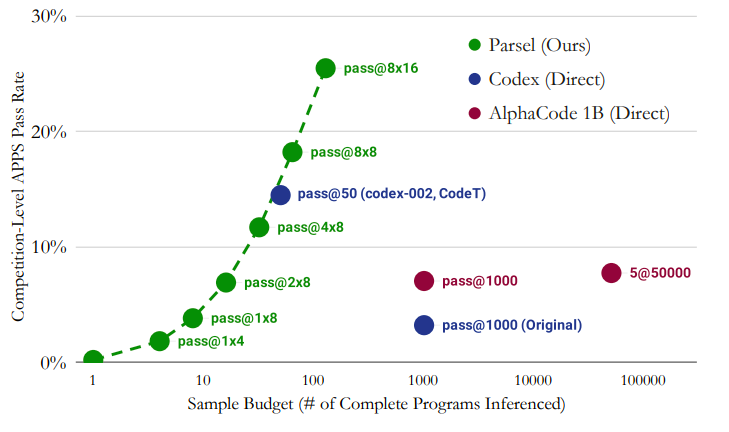 30%
Parsel (Ours)
Codex (Direct)
AlphaCode 1B (Direct)
pass@8x16
20%
pass@8x8
pass@50 (codex-002, CodeT)
pass@4x8
10%
pass@2x8
pass@1000
5@50000
pass@1x8
pass@1000 (Original)
pass@1x4
0%
1 10 100 1000 10000 100000
Sample Budget (# of Complete Programs Inferenced)
Competition-Level APPS Pass Rate